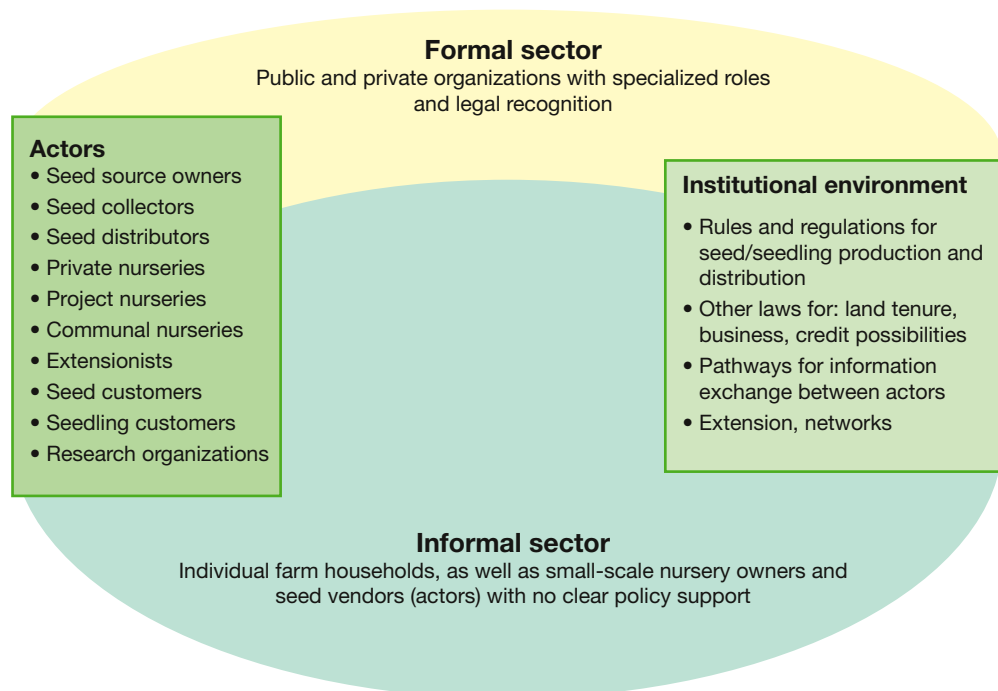 Formal sector
Public and private organizations with specialized roles
and legal recognition
Actors
• Seed source owners
• Seed collectors
• Seed distributors
• Private nurseries
• Project nurseries
• Communal nurseries
• Extensionists
• Seed customers
• Seedling customers
• Research organizations
Institutional environment
• Rules and regulations for
seed/seedling production and
distribution
• Other laws for: land tenure,
business, credit possibilities
• Pathways for information
exchange between actors
• Extension, networks
Informal sector
Individual farm households, as well as small-scale nursery owners and
seed vendors (actors) with no clear policy support